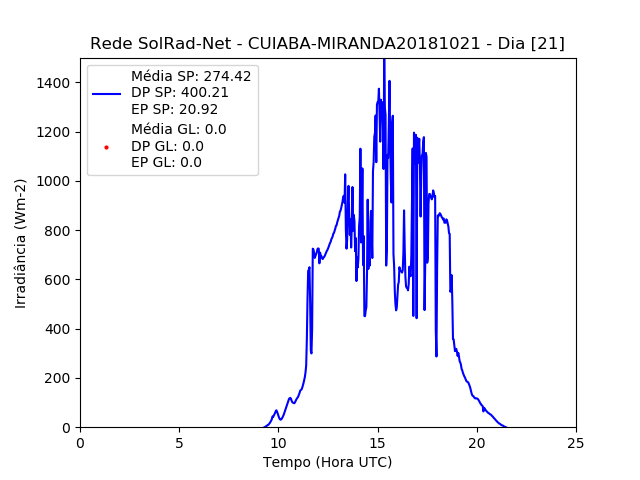 Rede SolRad-Net - CUIABA-MIRANDA20181021 - Dia [21]
Média SP: 274.42
DP SP: 400.21
EP SP: 20.92
Média GL: 0.0
DP GL: 0.0
EP GL: 0.0
Irradiância (Wm-2)
1400
1200
1000
800
600
400
200
0
0 5 10 15 20 25
Tempo (Hora UTC)